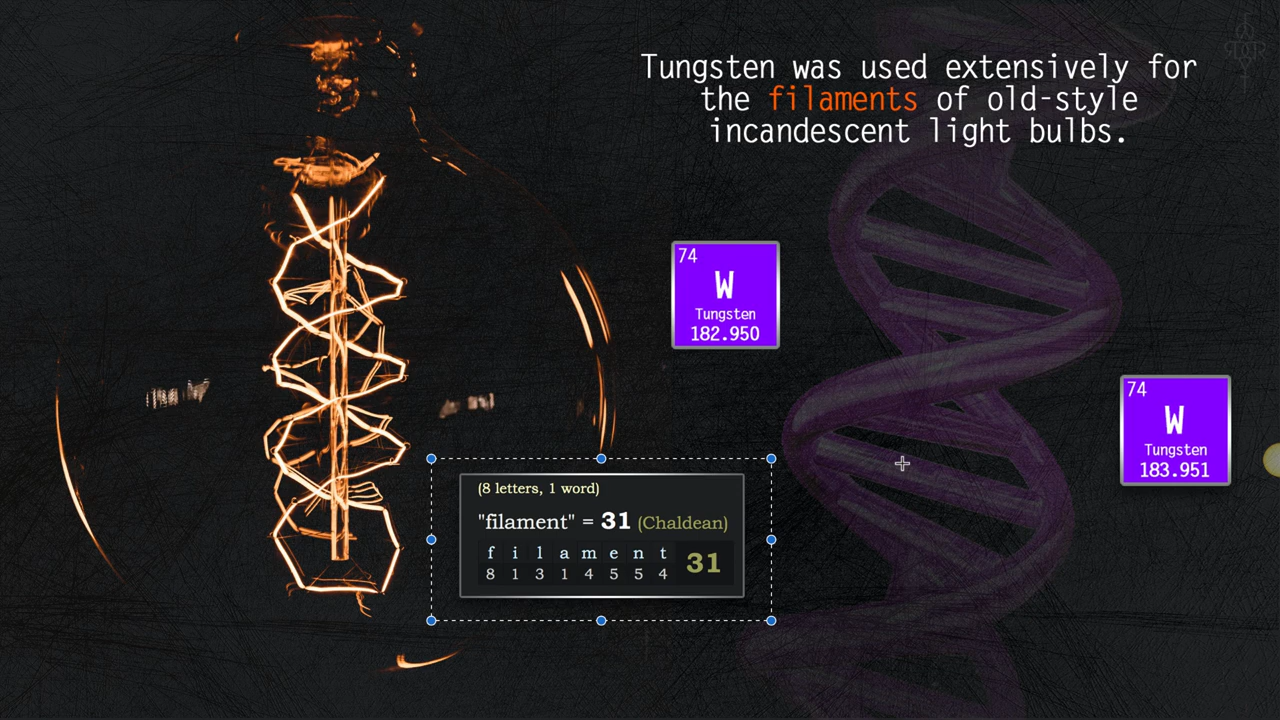 Tungsten was used extensively for
the filaments of old-style
incandescent light bulbs.
74
W
Tungsten
182.950
74
W
Tungsten
183.951
(8 letters, 1 word)
"filament" = 31 (Chaldean)
f i l a m e n t
31
8 1 3 1 4 5 5 4